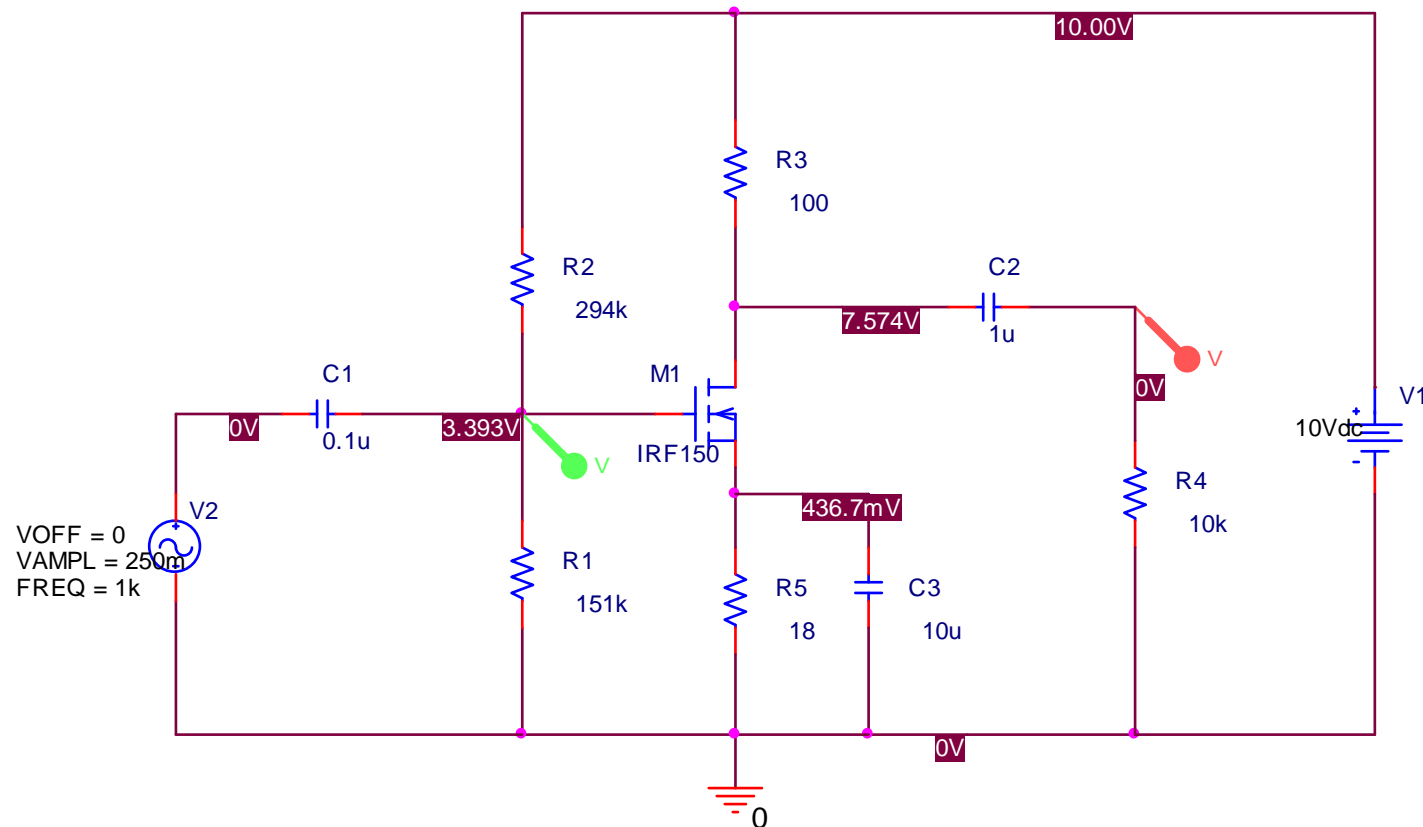 10.00V
R3
100
R2
294k
C2
7.574V
1u
C1
M1
0V
V1
0V
0.1u
3.393V
10Vdc
IRF150
V
V
R4
10k
436.7mV
V2
VOFF = 0
VAMPL = 250m
FREQ = 1k
R1
151k
R5
18
C3
10u
0V
0